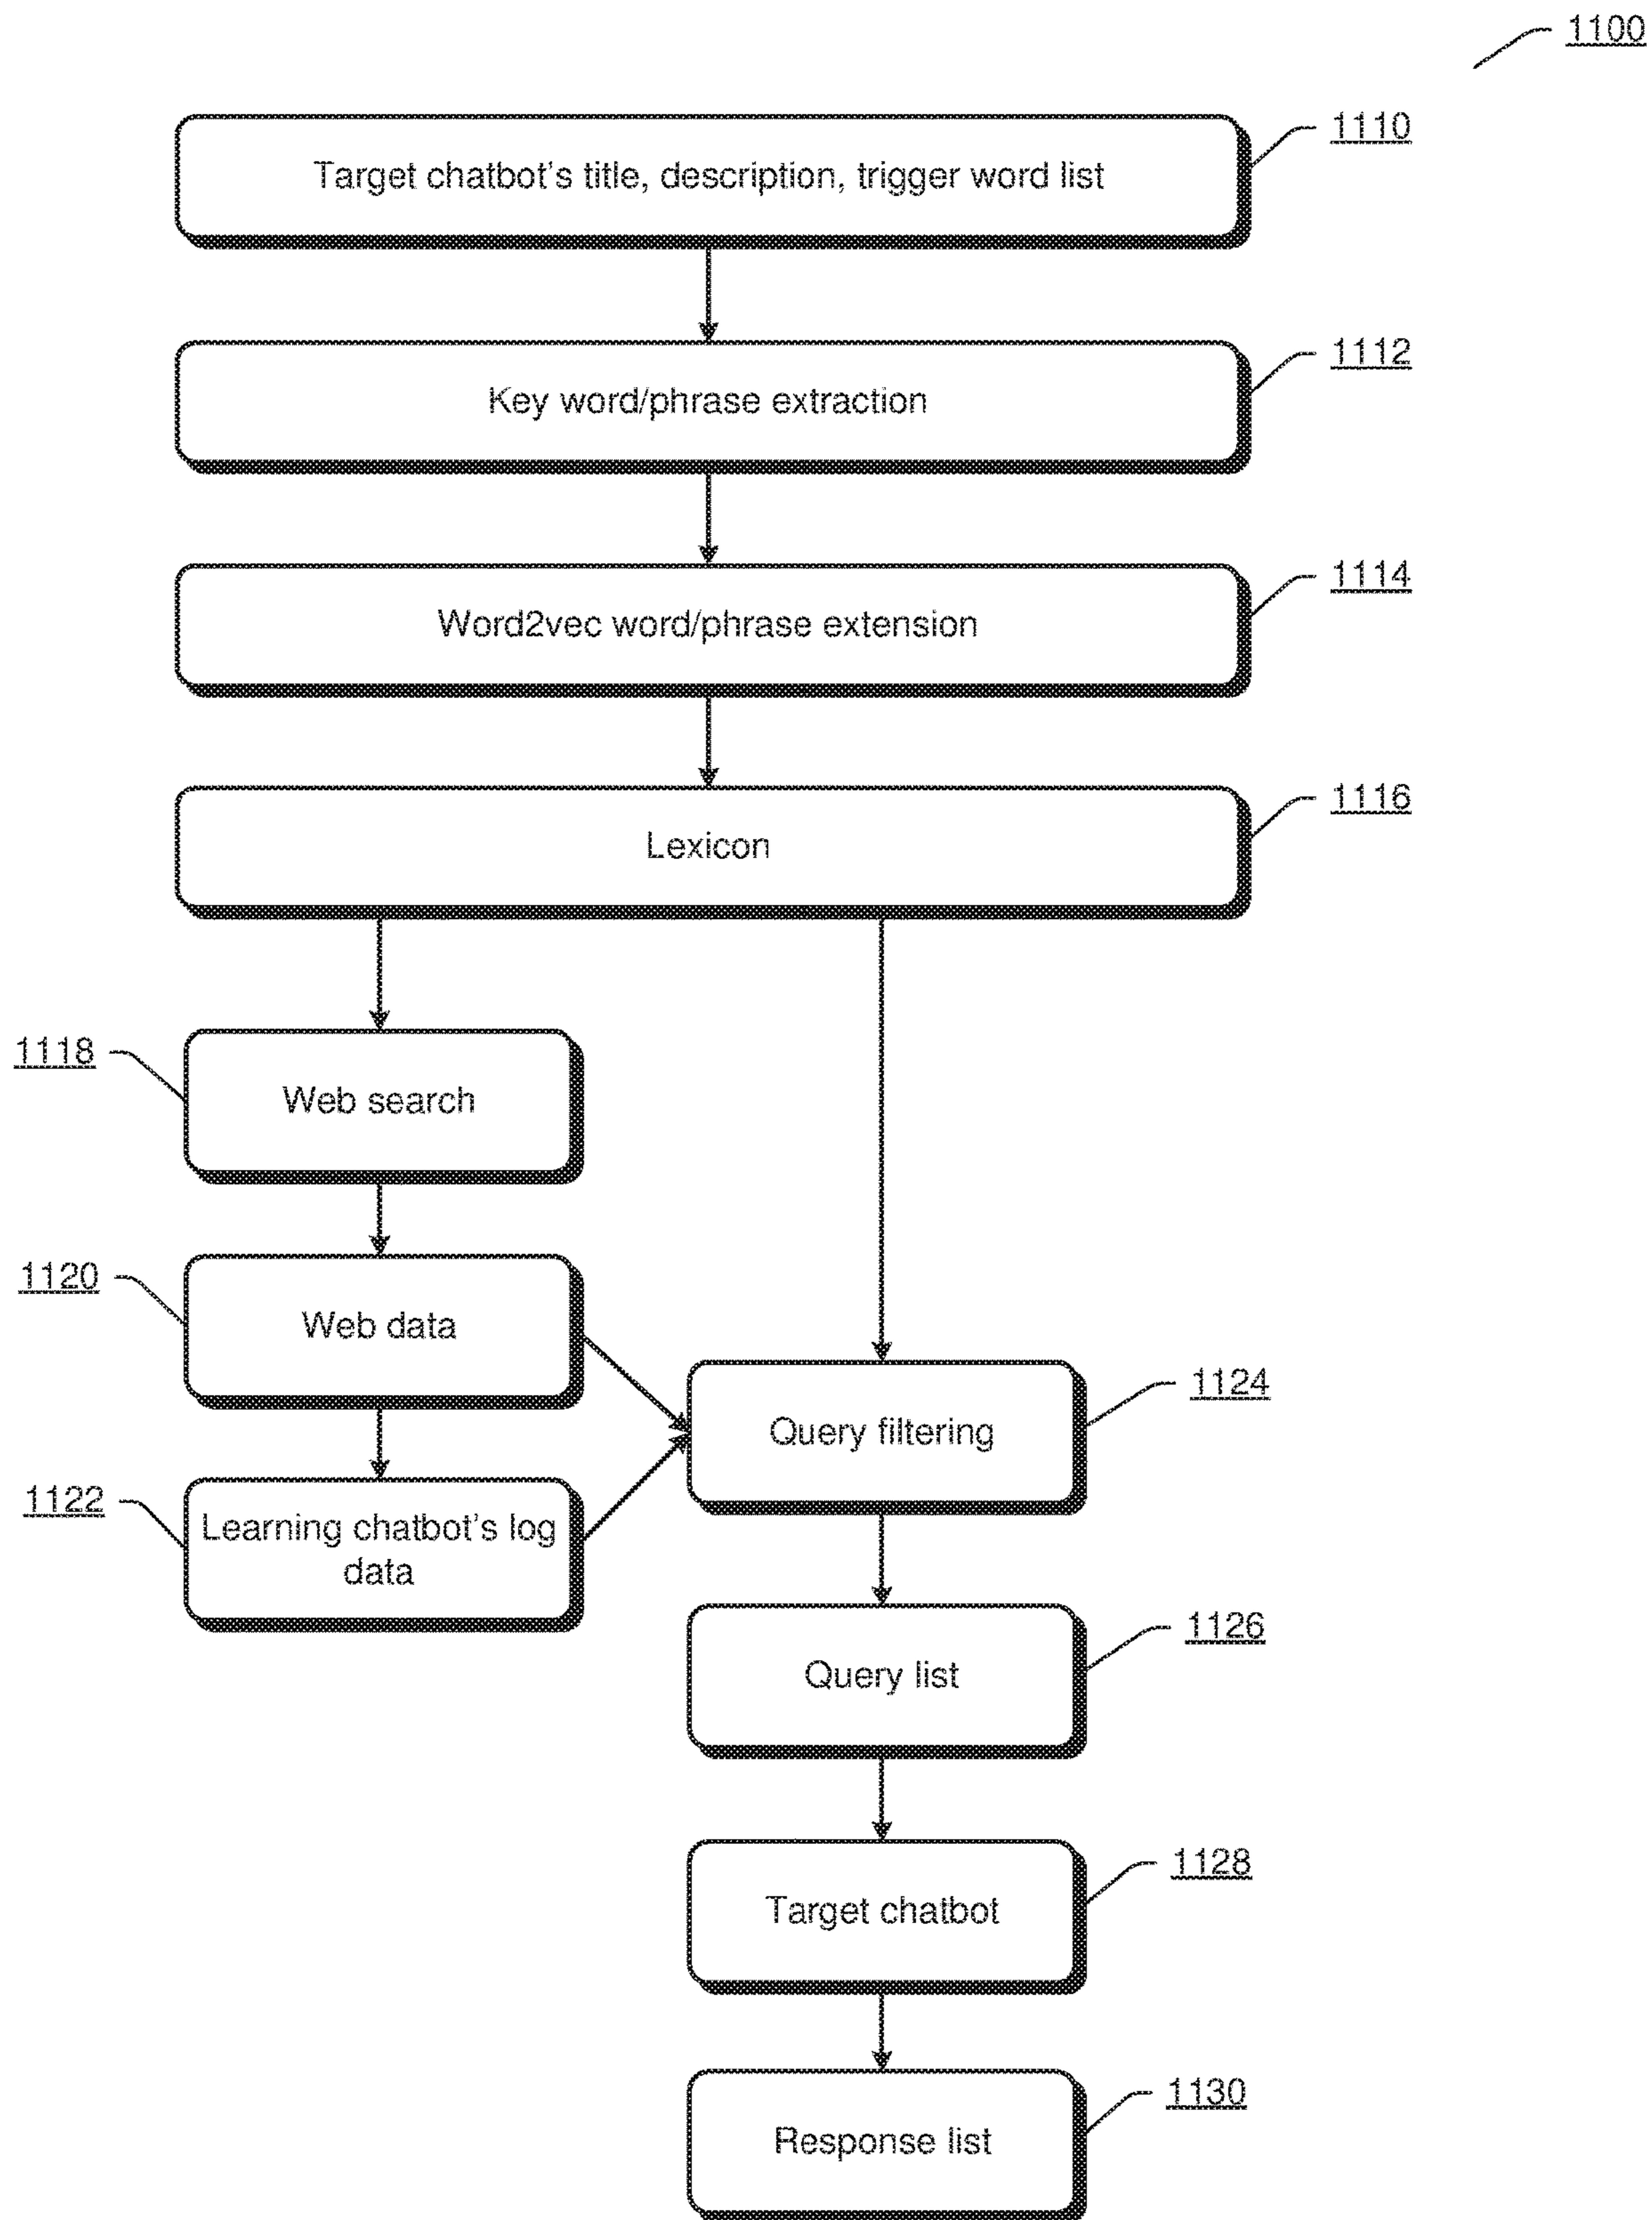 1100
1110
Target chatbot's title, description, trigger word list
1112
Key word/phrase extraction
1114
Word2vec word/phrase extension
1116
Lexicon
1118
Web search
1120
Web data
1124
Query filtering
1122
Learning chatbot's log
data
1126
Query list
1128
Target chatbot
1130
Response list